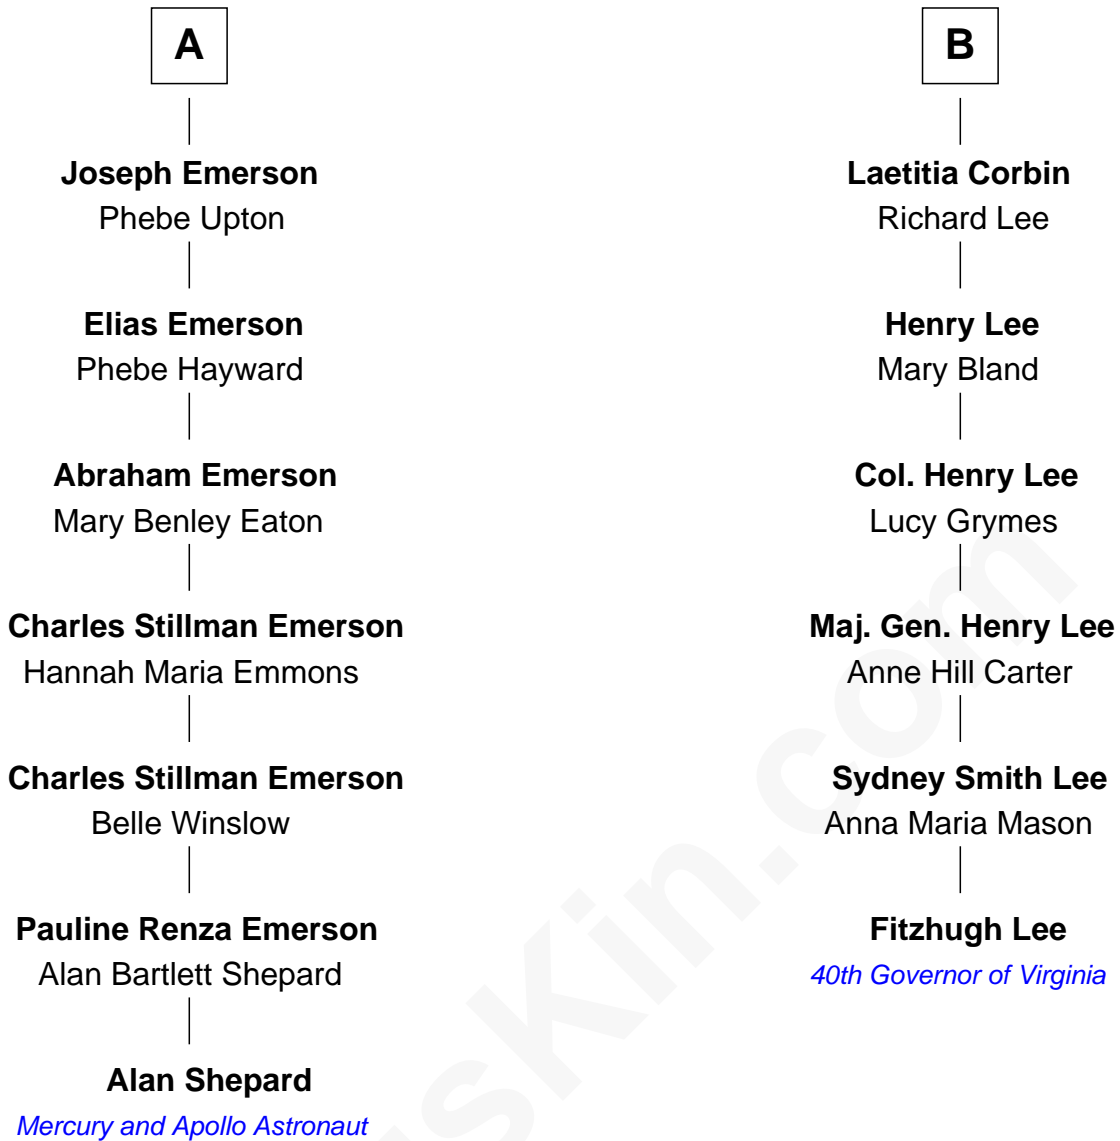 A
Joseph Emerson
Phebe Upton
Elias Emerson
Phebe Hayward
Abraham Emerson
Mary Benley Eaton
Charles Stillman Emerson
Hannah Maria Emmons
Charles Stillman Emerson
Belle Winslow
Pauline Renza Emerson
Alan Bartlett Shepard
Alan Shepard
Mercury and Apollo Astronaut
B
Laetitia Corbin
Richard Lee
Henry Lee
Mary Bland
Col. Henry Lee
Lucy Grymes
Maj. Gen. Henry Lee
Anne Hill Carter
Sydney Smith Lee
Anna Maria Mason
Fitzhugh Lee
40th Governor of Virginia